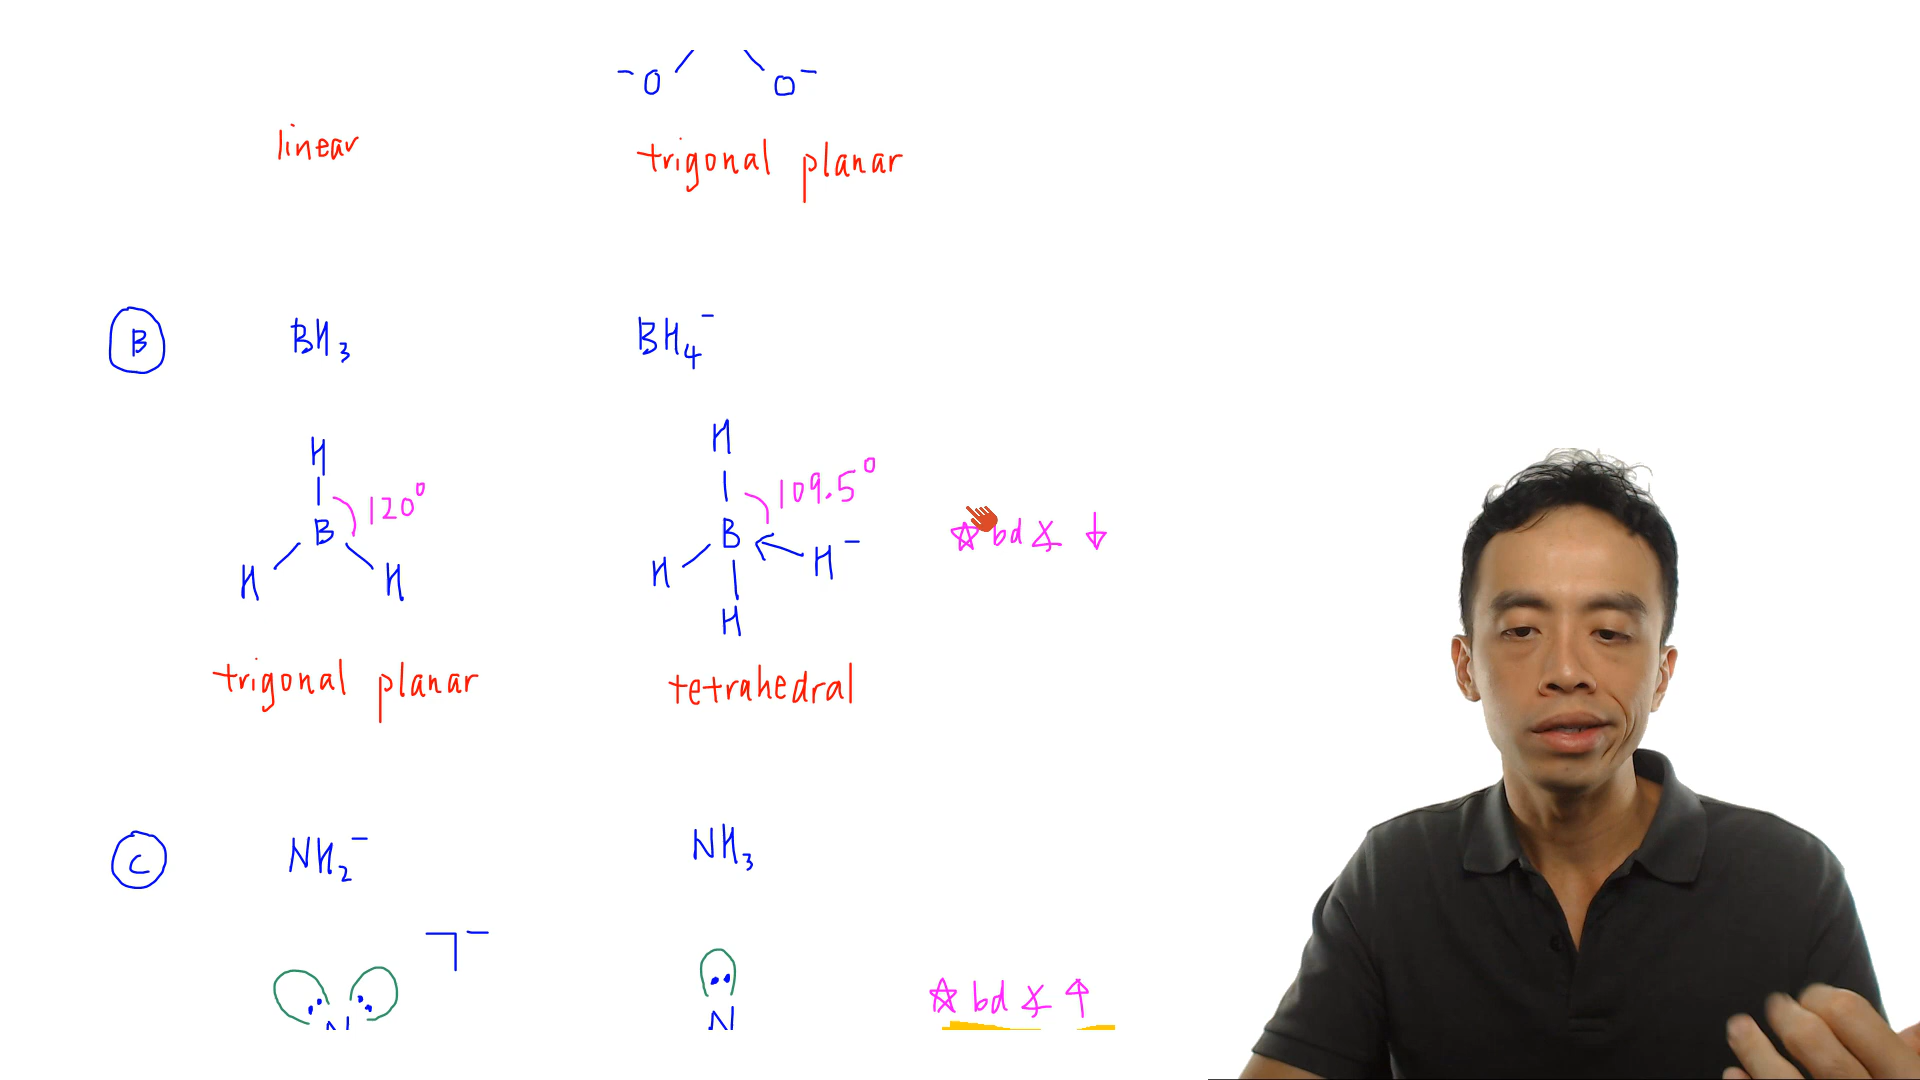 ⁻O O⁻
linear
trigonal planar
B BH₃ BH₄⁻
H H
120° 109.5°
B B H⁻ ☆ bd ∡ ↓
H H H
H
trigonal planar tetrahedral
C NH₂⁻ NH₃
⁻
N N ☆ bd ∡ ↑